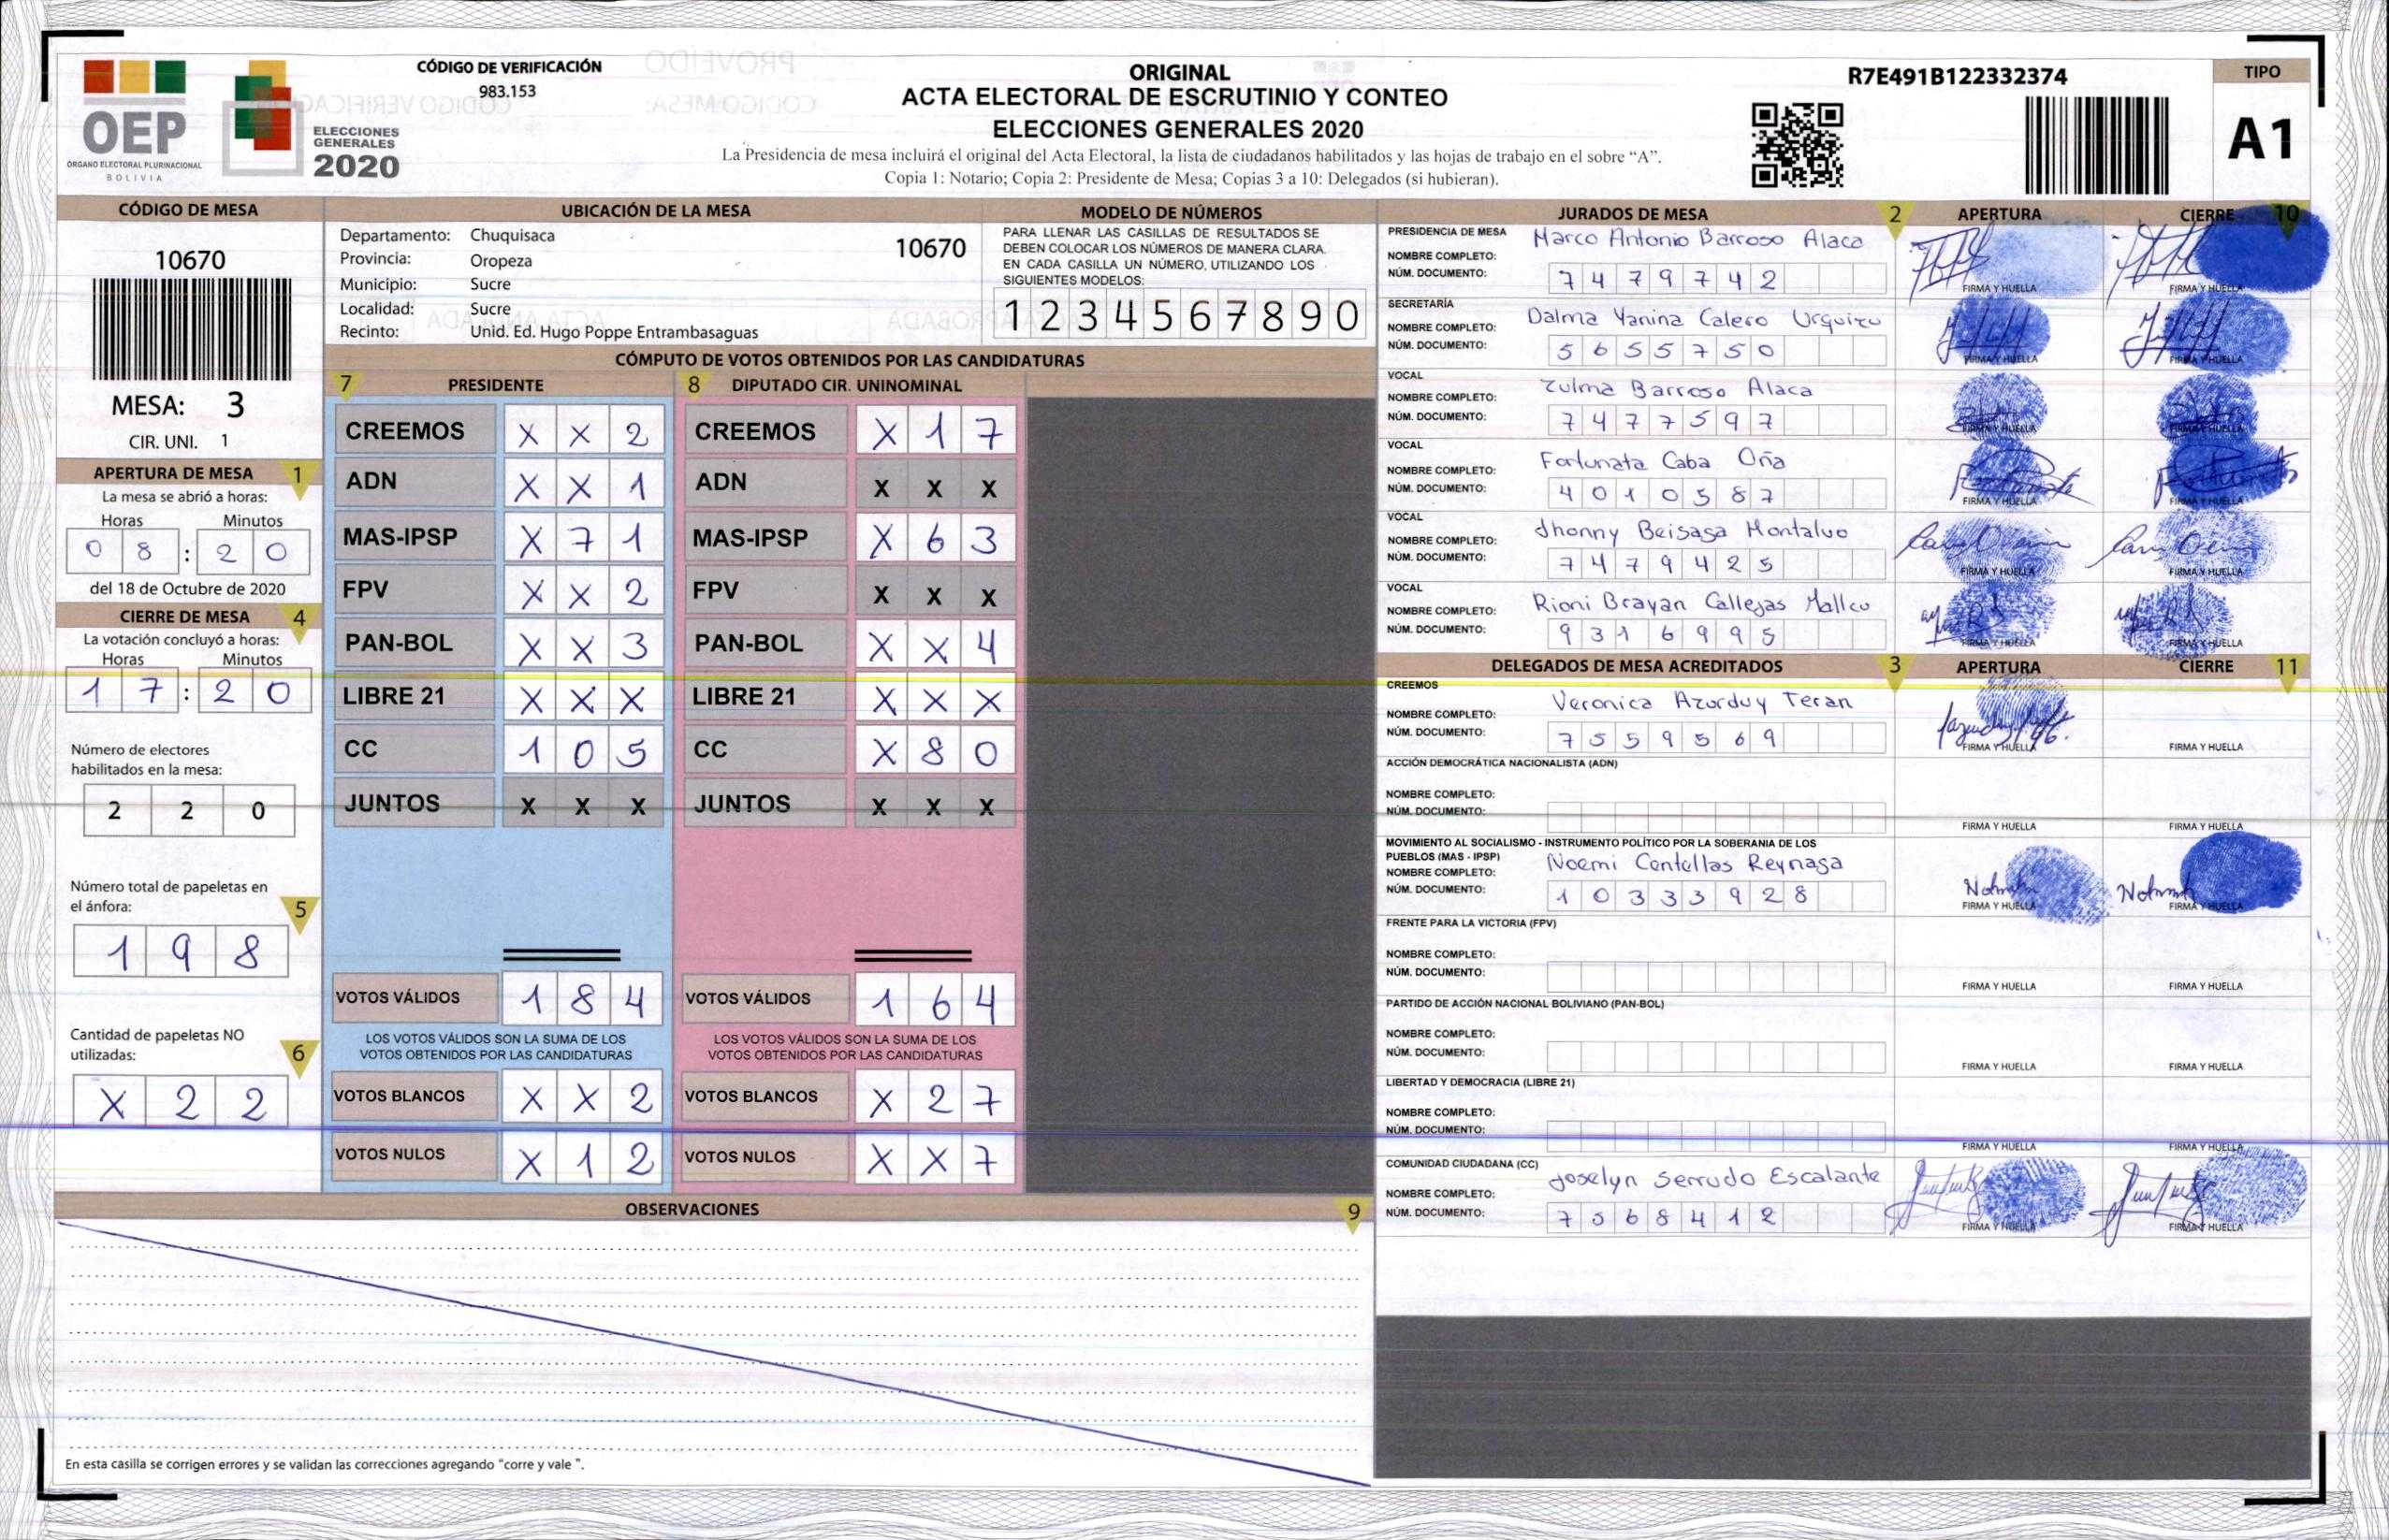 CÓDIGO DE VERIFICACIÓN
983.153
OEP
ÓRGANO ELECTORAL PLURINACIONAL
BOLIVIA
ELECCIONES
GENERALES
2020
ORIGINAL
ACTA ELECTORAL DE ESCRUTINIO Y CONTEO
ELECCIONES GENERALES 2020
La Presidencia de mesa incluirá el original del Acta Electoral, la lista de ciudadanos habilitados y las hojas de trabajo en el sobre “A”.
Copia 1: Notario; Copia 2: Presidente de Mesa; Copias 3 a 10: Delegados (si hubieran).
R7E491B122332374
TIPO
A1
CÓDIGO DE MESA
10670
MESA: 3
CIR. UNI. 1
APERTURA DE MESA 1
La mesa se abrió a horas:
Horas Minutos
0 8 : 2 0
del 18 de Octubre de 2020
CIERRE DE MESA 4
La votación concluyó a horas:
Horas Minutos
1 7 : 2 0
Número de electores
habilitados en la mesa:
2 2 0
Número total de papeletas en
el ánfora: 5
1 9 8
Cantidad de papeletas NO
utilizadas: 6
X 2 2
UBICACIÓN DE LA MESA
Departamento: Chuquisaca
10670
Provincia: Oropeza
Municipio: Sucre
Localidad: Sucre
Recinto: Unid. Ed. Hugo Poppe Entrambasaguas
MODELO DE NÚMEROS
PARA LLENAR LAS CASILLAS DE RESULTADOS SE
DEBEN COLOCAR LOS NÚMEROS DE MANERA CLARA.
EN CADA CASILLA UN NÚMERO, UTILIZANDO LOS
SIGUIENTES MODELOS:
1 2 3 4 5 6 7 8 9 0
CÓMPUTO DE VOTOS OBTENIDOS POR LAS CANDIDATURAS
7 PRESIDENTE
CREEMOS X X 2
ADN X X 1
MAS-IPSP X 7 1
FPV X X 2
PAN-BOL X X 3
LIBRE 21 X X X
CC 1 0 5
JUNTOS X X X
VOTOS VÁLIDOS 1 8 4
LOS VOTOS VÁLIDOS SON LA SUMA DE LOS
VOTOS OBTENIDOS POR LAS CANDIDATURAS
VOTOS BLANCOS X X 2
VOTOS NULOS X 1 2
8 DIPUTADO CIR. UNINOMINAL
CREEMOS X 1 7
ADN X X X
MAS-IPSP X 6 3
FPV X X X
PAN-BOL X X 4
LIBRE 21 X X X
CC X 8 0
JUNTOS X X X
VOTOS VÁLIDOS 1 6 4
LOS VOTOS VÁLIDOS SON LA SUMA DE LOS
VOTOS OBTENIDOS POR LAS CANDIDATURAS
VOTOS BLANCOS X 2 7
VOTOS NULOS X X 7
OBSERVACIONES 9
En esta casilla se corrigen errores y se validan las correcciones agregando "corre y vale ".
JURADOS DE MESA 2 APERTURA CIERRE 10
PRESIDENCIA DE MESA
NOMBRE COMPLETO: Marco Antonio Barroso Alaca
NÚM. DOCUMENTO: 7 4 7 9 7 4 2
FIRMA Y HUELLA FIRMA Y HUELLA
SECRETARÍA
NOMBRE COMPLETO: Dalma Yanina Calero Urquizu
NÚM. DOCUMENTO: 5 6 5 5 7 5 0
FIRMA Y HUELLA FIRMA Y HUELLA
VOCAL
NOMBRE COMPLETO: Zulma Barroso Alaca
NÚM. DOCUMENTO: 7 4 7 7 5 9 7
FIRMA Y HUELLA FIRMA Y HUELLA
VOCAL
NOMBRE COMPLETO: Fortunata Caba Oña
NÚM. DOCUMENTO: 4 0 1 0 5 8 7
FIRMA Y HUELLA FIRMA Y HUELLA
VOCAL
NOMBRE COMPLETO: Jhonny Beisaga Montalvo
NÚM. DOCUMENTO: 7 4 7 9 4 2 5
FIRMA Y HUELLA FIRMA Y HUELLA
VOCAL
NOMBRE COMPLETO: Rioni Brayan Callejas Mallcu
NÚM. DOCUMENTO: 9 3 1 6 9 9 5
FIRMA Y HUELLA FIRMA Y HUELLA
DELEGADOS DE MESA ACREDITADOS 3 APERTURA CIERRE 11
CREEMOS
NOMBRE COMPLETO: Veronica Azurduy Teran
NÚM. DOCUMENTO: 7 5 5 9 5 6 9
FIRMA Y HUELLA FIRMA Y HUELLA
ACCIÓN DEMOCRÁTICA NACIONALISTA (ADN)
NOMBRE COMPLETO:
NÚM. DOCUMENTO:
FIRMA Y HUELLA FIRMA Y HUELLA
MOVIMIENTO AL SOCIALISMO - INSTRUMENTO POLÍTICO POR LA SOBERANIA DE LOS
PUEBLOS (MAS - IPSP)
NOMBRE COMPLETO: Noemi Centellas Reynaga
NÚM. DOCUMENTO: 1 0 3 3 3 9 2 8
FIRMA Y HUELLA FIRMA Y HUELLA
FRENTE PARA LA VICTORIA (FPV)
NOMBRE COMPLETO:
NÚM. DOCUMENTO:
FIRMA Y HUELLA FIRMA Y HUELLA
PARTIDO DE ACCIÓN NACIONAL BOLIVIANO (PAN-BOL)
NOMBRE COMPLETO:
NÚM. DOCUMENTO:
FIRMA Y HUELLA FIRMA Y HUELLA
LIBERTAD Y DEMOCRACIA (LIBRE 21)
NOMBRE COMPLETO:
NÚM. DOCUMENTO:
FIRMA Y HUELLA FIRMA Y HUELLA
COMUNIDAD CIUDADANA (CC)
NOMBRE COMPLETO: Joselyn Serrudo Escalante
NÚM. DOCUMENTO: 7 5 6 8 4 1 2
FIRMA Y HUELLA FIRMA Y HUELLA